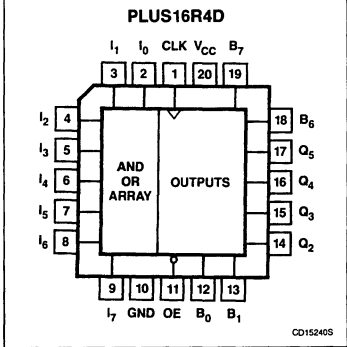 PLUS16R4D
I1 I0 CLK VCC B7
3 2 1 20 19
I2 4 18 B6
I3 5 17 Q5
I4 6 AND OR ARRAY OUTPUTS 16 Q4
I5 7 15 Q3
I6 8 14 Q2
9 10 11 12 13
I7 GND OE B0 B1
CD15240S